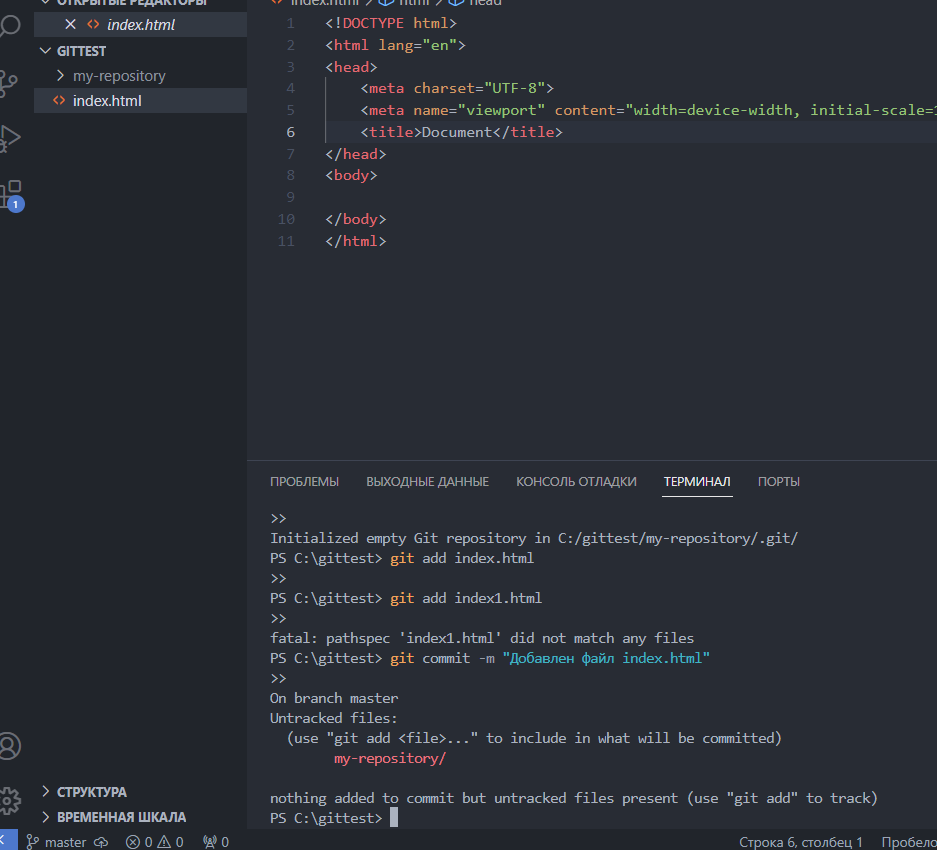 ОТКРЫТЫЕ РЕДАКТОРЫ
index.html
GITTEST
my-repository
index.html
1
index.html > html > head
1 <!DOCTYPE html>
2 <html lang="en">
3 <head>
4 <meta charset="UTF-8">
5 <meta name="viewport" content="width=device-width, initial-scale=1
6 <title>Document</title>
7 </head>
8 <body>
9
10 </body>
11 </html>
ПРОБЛЕМЫ ВЫХОДНЫЕ ДАННЫЕ КОНСОЛЬ ОТЛАДКИ ТЕРМИНАЛ ПОРТЫ
>>
Initialized empty Git repository in C:/gittest/my-repository/.git/
PS C:\gittest> git add index.html
>>
PS C:\gittest> git add index1.html
>>
fatal: pathspec 'index1.html' did not match any files
PS C:\gittest> git commit -m "Добавлен файл index.html"
>>
On branch master
Untracked files:
(use "git add <file>..." to include in what will be committed)
my-repository/
nothing added to commit but untracked files present (use "git add" to track)
PS C:\gittest>
СТРУКТУРА
ВРЕМЕННАЯ ШКАЛА
master 0 0 0 Строка 6, столбец 1 Пробело